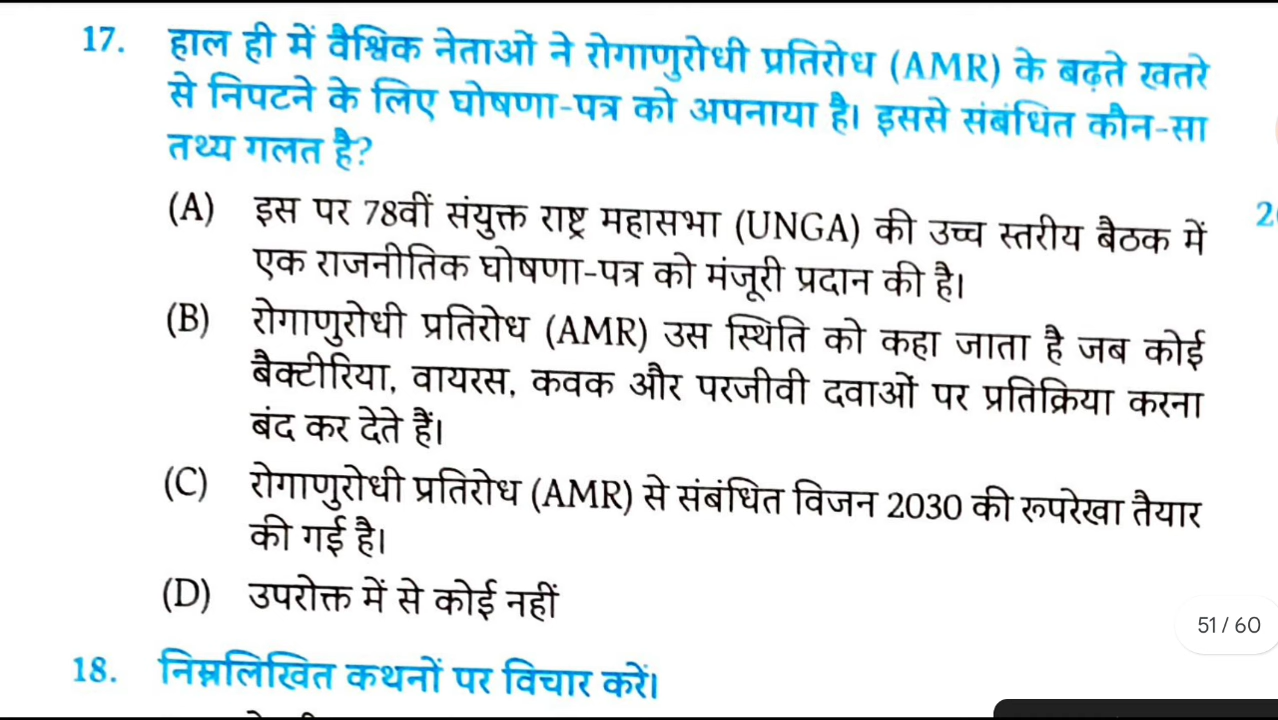 17. हाल ही में वैश्विक नेताओं ने रोगाणुरोधी प्रतिरोध (AMR) के बढ़ते खतरे
से निपटने के लिए घोषणा-पत्र को अपनाया है। इससे संबंधित कौन-सा
तथ्य गलत है?
(A) इस पर 78वीं संयुक्त राष्ट्र महासभा (UNGA) की उच्च स्तरीय बैठक में
एक राजनीतिक घोषणा-पत्र को मंजूरी प्रदान की है।
(B) रोगाणुरोधी प्रतिरोध (AMR) उस स्थिति को कहा जाता है जब कोई
बैक्टीरिया, वायरस, कवक और परजीवी दवाओं पर प्रतिक्रिया करना
बंद कर देते हैं।
(C) रोगाणुरोधी प्रतिरोध (AMR) से संबंधित विजन 2030 की रूपरेखा तैयार
की गई है।
(D) उपरोक्त में से कोई नहीं
51 / 60
18. निम्नलिखित कथनों पर विचार करें।